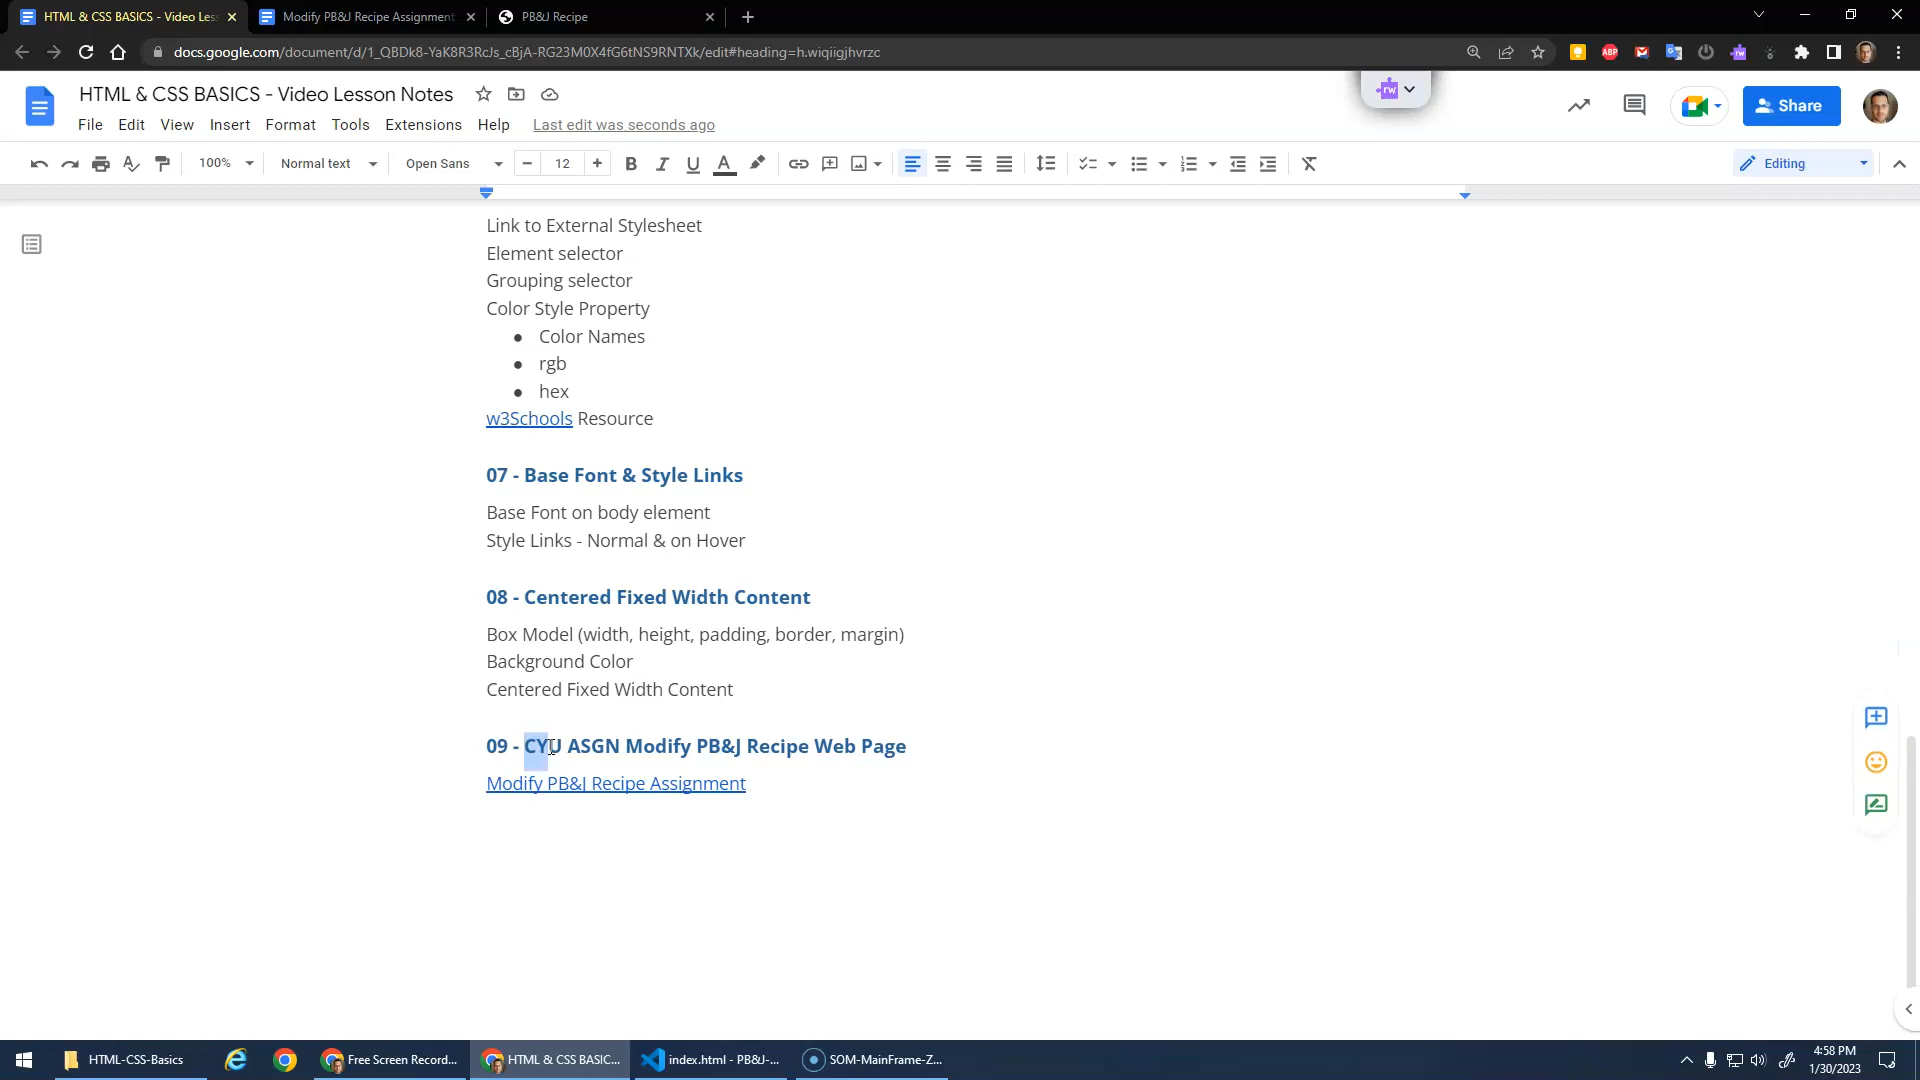 HTML & CSS BASICS - Video Less
Modify PB&J Recipe Assignment
PB&J Recipe
docs.google.com/document/d/1_QBDk8-YaK8R3RcJs_cBjA-RG23M0X4fG6tNS9RNTXk/edit#heading=h.wiqiigjhvrzc
HTML & CSS BASICS - Video Lesson Notes
File Edit View Insert Format Tools Extensions Help Last edit was seconds ago
Share
100% Normal text Open Sans 12 Editing
Link to External Stylesheet
Element selector
Grouping selector
Color Style Property
● Color Names
● rgb
● hex
w3Schools Resource
07 - Base Font & Style Links
Base Font on body element
Style Links - Normal & on Hover
08 - Centered Fixed Width Content
Box Model (width, height, padding, border, margin)
Background Color
Centered Fixed Width Content
09 - CYU ASGN Modify PB&J Recipe Web Page
Modify PB&J Recipe Assignment
HTML-CSS-Basics
Free Screen Record...
HTML & CSS BASIC...
index.html - PB&J-...
SOM-MainFrame-Z...
4:58 PM
1/30/2023